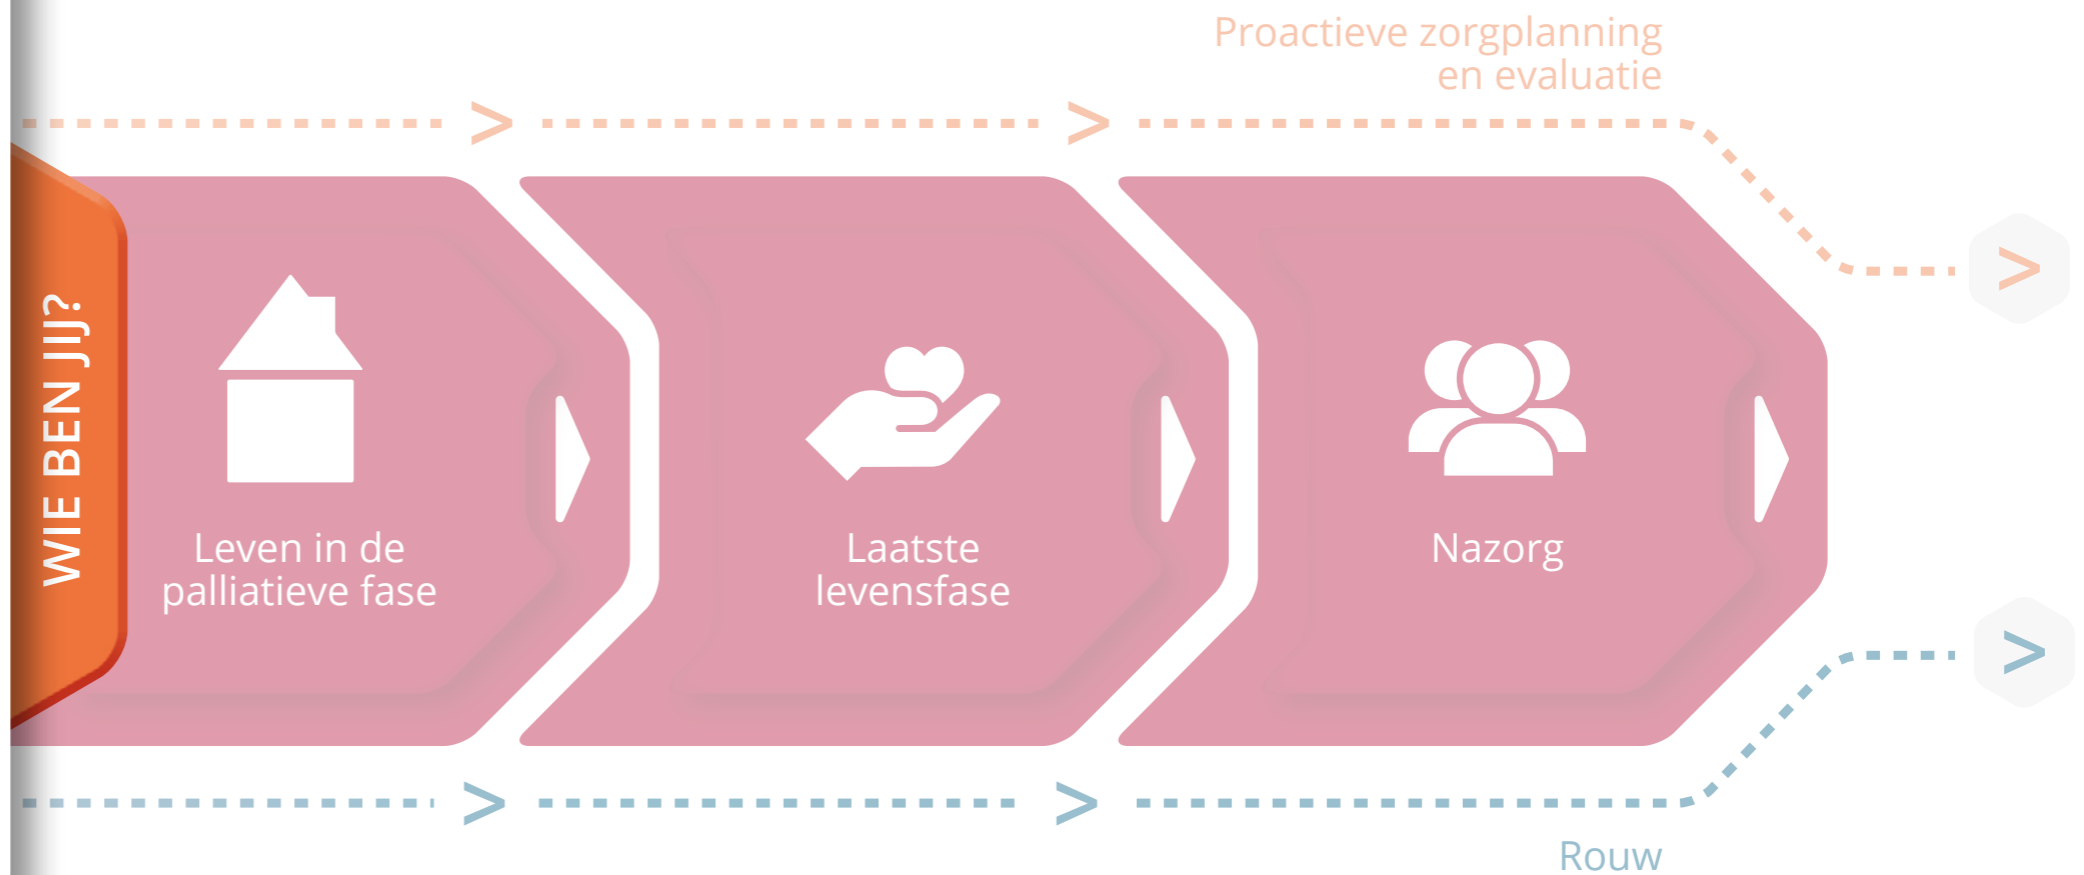 Proactieve zorgplanning
en evaluatie
WIE BEN JIJ?
Leven in de
palliatieve fase
Laatste
levensfase
Nazorg
Rouw